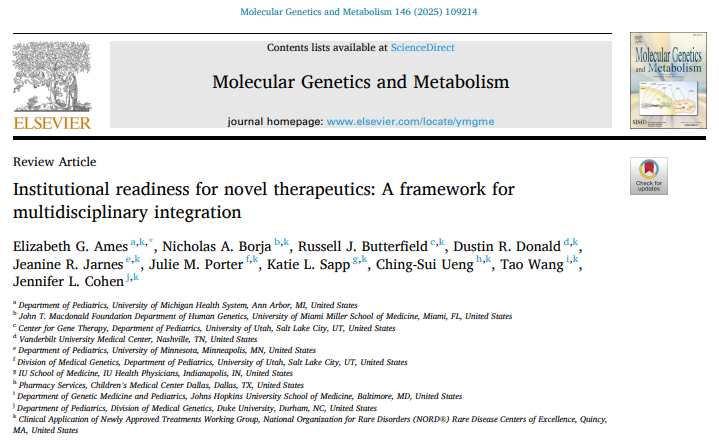 Molecular Genetics and Metabolism 146 (2025) 109214
Contents lists available at ScienceDirect
Molecular Genetics and Metabolism
ELSEVIER
journal homepage: www.elsevier.com/locate/ymgme
Molecular Genetics
and Metabolism
SIMD
Review Article
Check for
updates
Institutional readiness for novel therapeutics: A framework for
multidisciplinary integration
Elizabeth G. Ames a,k,*, Nicholas A. Borja b,k, Russell J. Butterfield c,k, Dustin R. Donald d,k,
Jeanine R. Jarnes e,k, Julie M. Porter f,k, Katie L. Sapp g,k, Ching-Sui Ueng h,k, Tao Wang i,k,
Jennifer L. Cohen j,k
a Department of Pediatrics, University of Michigan Health System, Ann Arbor, MI, United States
b John T. Macdonald Foundation Department of Human Genetics, University of Miami Miller School of Medicine, Miami, FL, United States
c Center for Gene Therapy, Department of Pediatrics, University of Utah, Salt Lake City, UT, United States
d Vanderbilt University Medical Center, Nashville, TN, United States
e Department of Pediatrics, University of Minnesota, Minneapolis, MN, United States
f Division of Medical Genetics, Department of Pediatrics, University of Utah, Salt Lake City, UT, United States
g IU School of Medicine, IU Health Physicians, Indianapolis, IN, United States
h Pharmacy Services, Children's Medical Center Dallas, Dallas, TX, United States
i Department of Genetic Medicine and Pediatrics, Johns Hopkins University School of Medicine, Baltimore, MD, United States
j Department of Pediatrics, Division of Medical Genetics, Duke University, Durham, NC, United States
k Clinical Application of Newly Approved Treatments Working Group, National Organisation for Rare Disorders (NORD®) Rare Disease Centers of Excellence, Quincy,
MA, United States